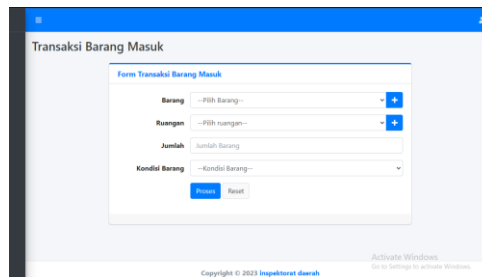 Transaksi Barang Masuk
Form Transaksi Barang Masuk
Barang --Pilih Barang-- +
Ruangan --Pilih ruangan-- +
Jumlah Jumlah Barang
Kondisi Barang --Kondisi Barang--
Proses Reset
Activate Windows
Go to Settings to activate Windows.
Copyright © 2023 inspektorat daerah